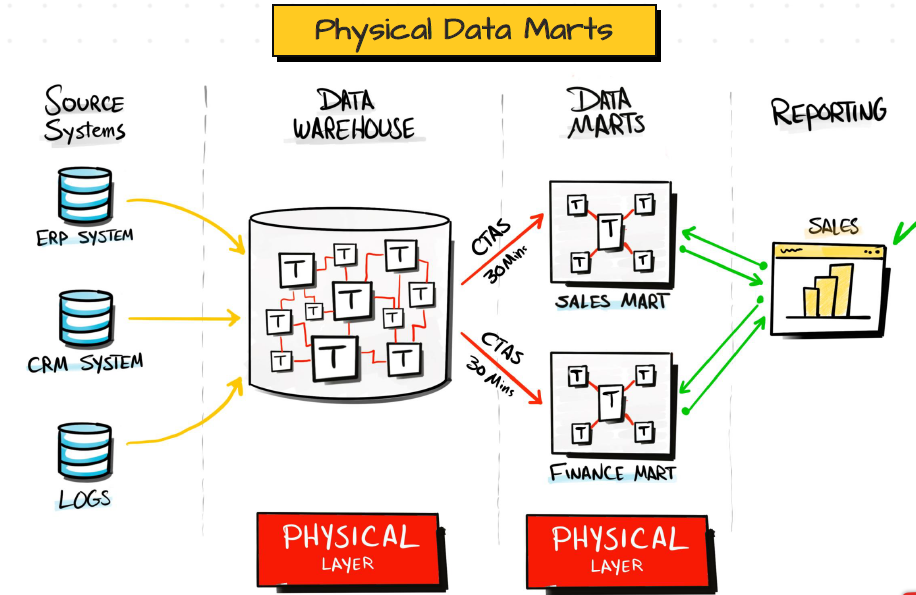 Physical Data Marts
SOURCE
Systems
DATA
WAREHOUSE
DATA
MARTS
REPORTING
ERP SYSTEM
CRM SYSTEM
LOGS
T
T
T
T
T
T
T
T
T
T
T
CTAS
30 Mins
CTAS
30 Mins
T
T
T
T
T
SALES MART
T
T
T
T
T
FINANCE MART
SALES
PHYSICAL
LAYER
PHYSICAL
LAYER